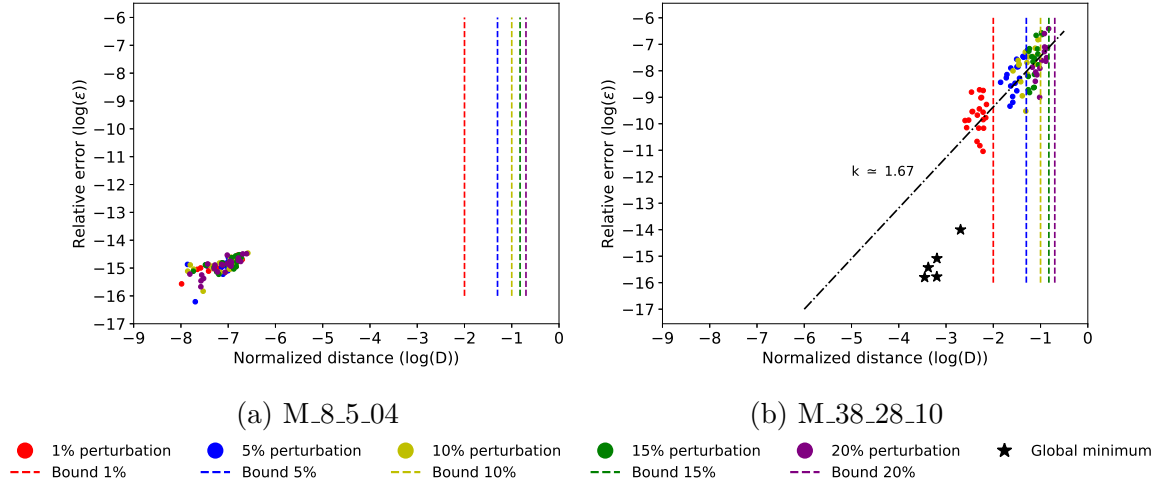 −6
−7
−8
−9
−10
−11
−12
−13
−14
−15
−16
−17
Relative error (log(ε))
−9 −8 −7 −6 −5 −4 −3 −2 −1 0
Normalized distance (log(D))
(a) M_8_5_04
−6
−7
−8
−9
−10
−11
−12
−13
−14
−15
−16
−17
Relative error (log(ε))
k ≃ 1.67
−9 −8 −7 −6 −5 −4 −3 −2 −1 0
Normalized distance (log(D))
(b) M_38_28_10
1% perturbation 5% perturbation 10% perturbation 15% perturbation 20% perturbation Global minimum
Bound 1% Bound 5% Bound 10% Bound 15% Bound 20%